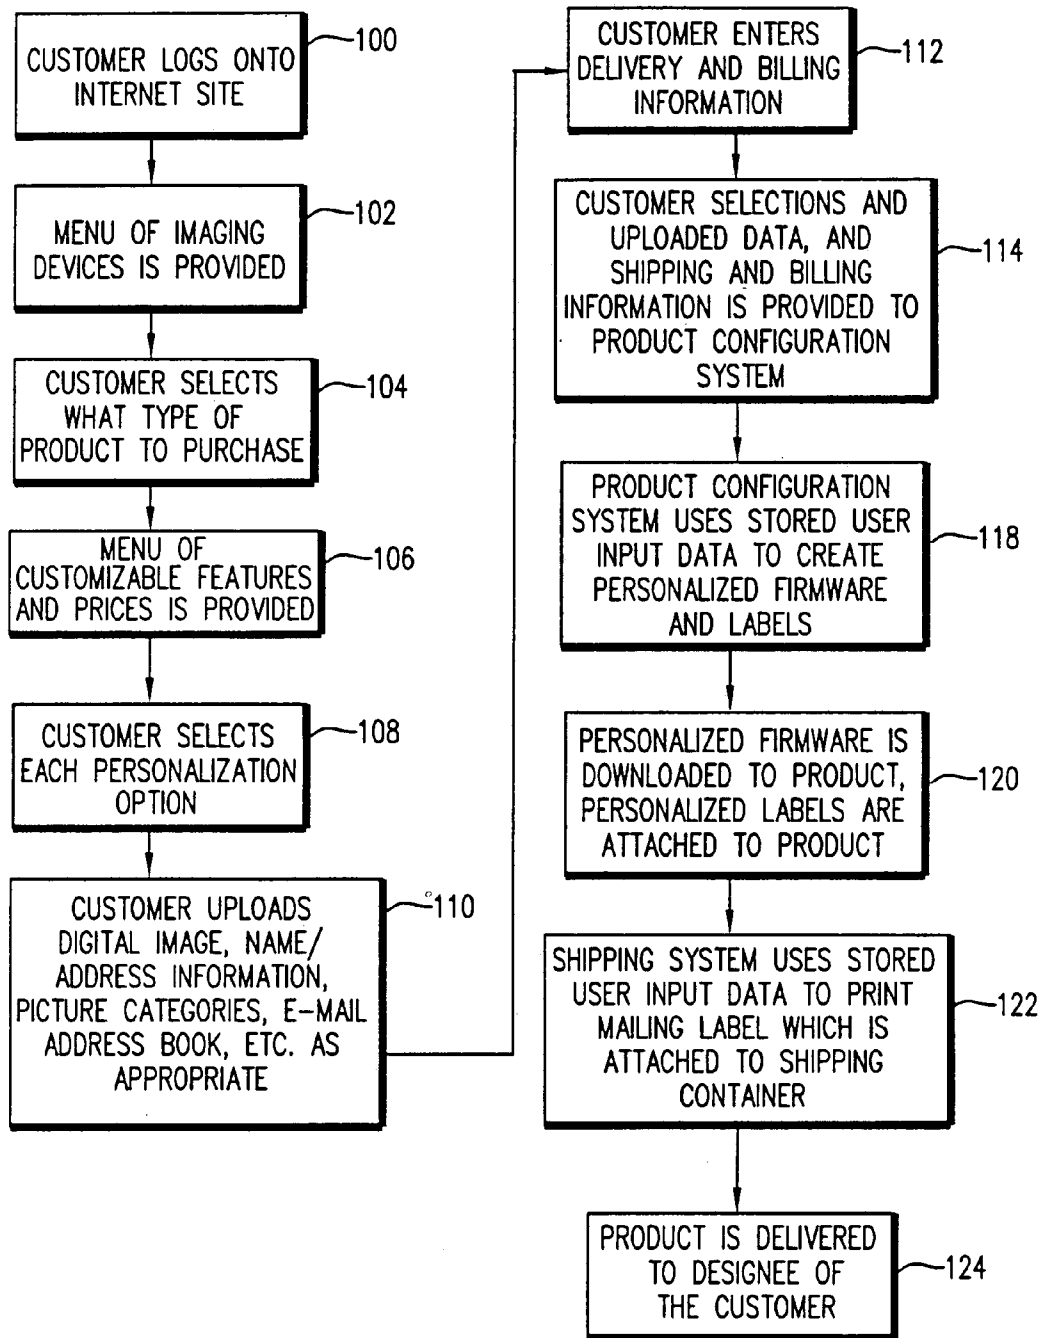 CUSTOMER LOGS ONTO
INTERNET SITE
100
MENU OF IMAGING
DEVICES IS PROVIDED
102
CUSTOMER SELECTS
WHAT TYPE OF
PRODUCT TO PURCHASE
104
MENU OF
CUSTOMIZABLE FEATURES
AND PRICES IS PROVIDED
106
CUSTOMER SELECTS
EACH PERSONALIZATION
OPTION
108
CUSTOMER UPLOADS
DIGITAL IMAGE, NAME/
ADDRESS INFORMATION,
PICTURE CATEGORIES, E-MAIL
ADDRESS BOOK, ETC. AS
APPROPRIATE
110
CUSTOMER ENTERS
DELIVERY AND BILLING
INFORMATION
112
CUSTOMER SELECTIONS AND
UPLOADED DATA, AND
SHIPPING AND BILLING
INFORMATION IS PROVIDED TO
PRODUCT CONFIGURATION
SYSTEM
114
PRODUCT CONFIGURATION
SYSTEM USES STORED USER
INPUT DATA TO CREATE
PERSONALIZED FIRMWARE
AND LABELS
118
PERSONALIZED FIRMWARE IS
DOWNLOADED TO PRODUCT,
PERSONALIZED LABELS ARE
ATTACHED TO PRODUCT
120
SHIPPING SYSTEM USES STORED
USER INPUT DATA TO PRINT
MAILING LABEL WHICH IS
ATTACHED TO SHIPPING
CONTAINER
122
PRODUCT IS DELIVERED
TO DESIGNEE OF
THE CUSTOMER
124